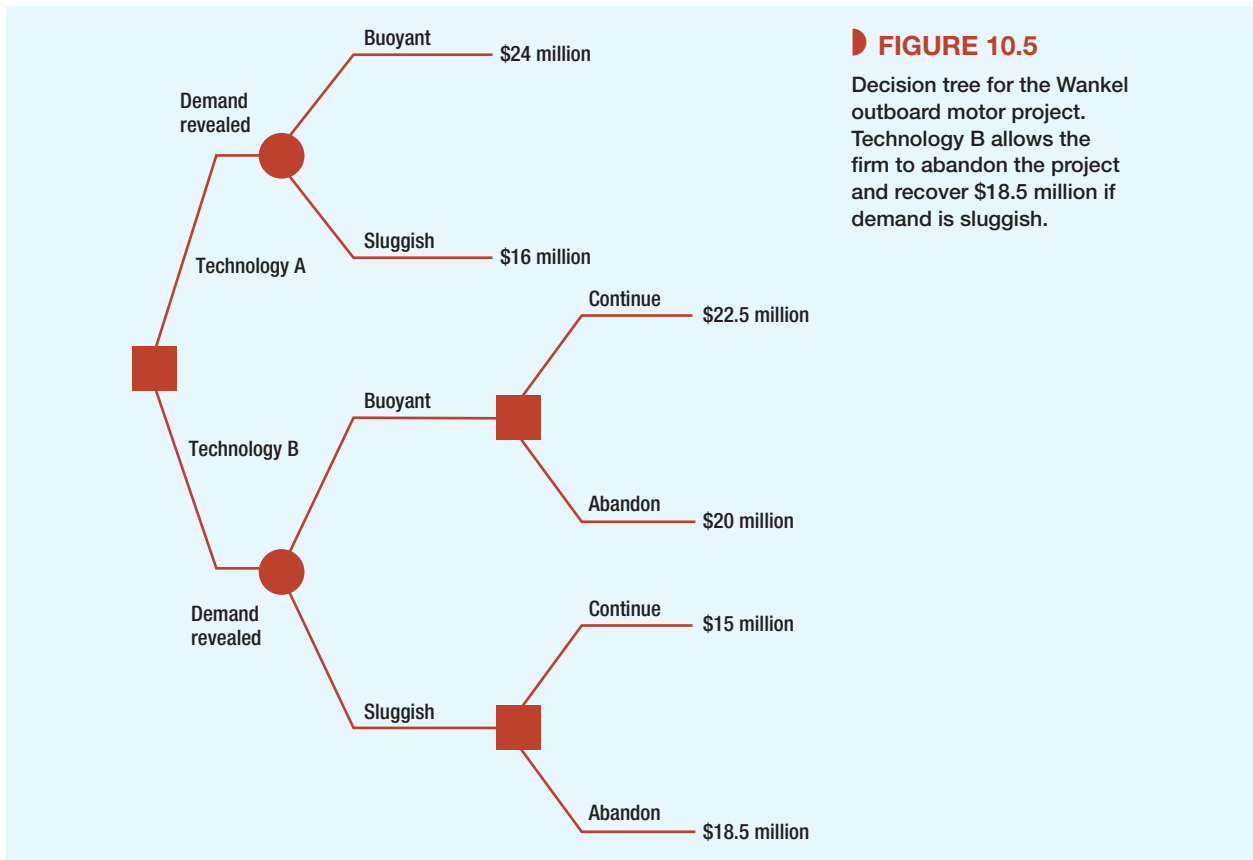 Buoyant
$24 million
Demand
revealed
Sluggish
$16 million
Technology A
Continue
$22.5 million
Buoyant
Technology B
Abandon
$20 million
Demand
revealed
Continue
$15 million
Sluggish
Abandon
$18.5 million
FIGURE 10.5
Decision tree for the Wankel
outboard motor project.
Technology B allows the
firm to abandon the project
and recover $18.5 million if
demand is sluggish.